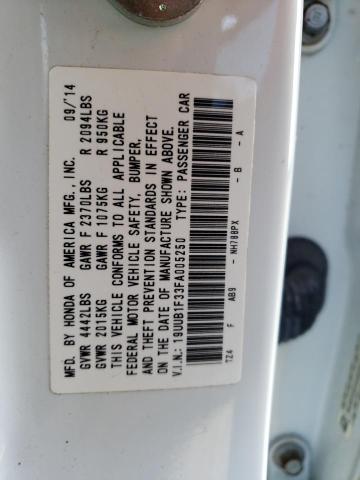 MFD. BY HONDA OF AMERICA MFG., INC. 09/'14
GVWR 4442LBS GAWR F 2370LBS R 2094LBS
GVWR 2015KG GAWR F 1075KG R 950KG
THIS VEHICLE CONFORMS TO ALL APPLICABLE
FEDERAL MOTOR VEHICLE SAFETY, BUMPER,
AND THEFT PREVENTION STANDARDS IN EFFECT
ON THE DATE OF MANUFACTURE SHOWN ABOVE.
V.I.N.: 19UUB1F33FA005250 TYPE: PASSENGER CAR
TZ4 F AB9 - NH788PX - B - A